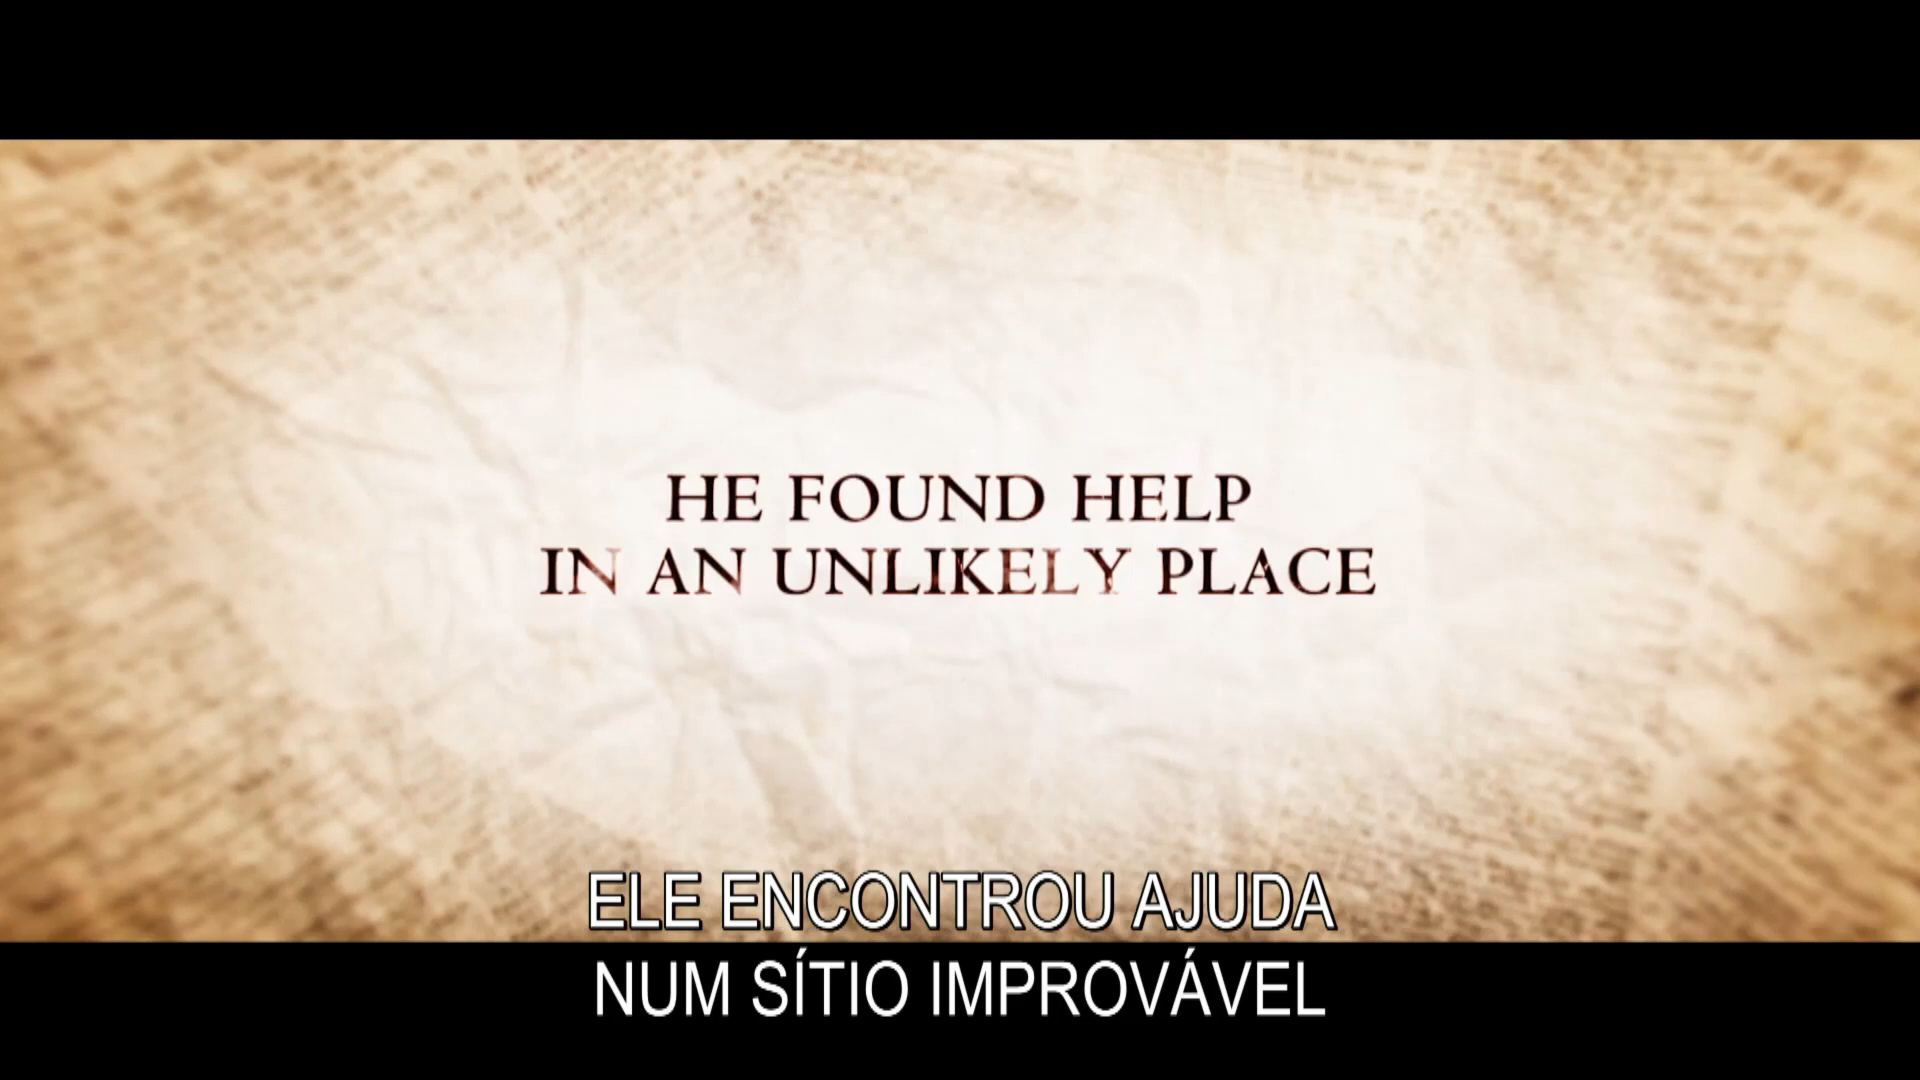 HE FOUND HELP
IN AN UNLIKELY PLACE
ELE ENCONTROU AJUDA
NUM SÍTIO IMPROVÁVEL